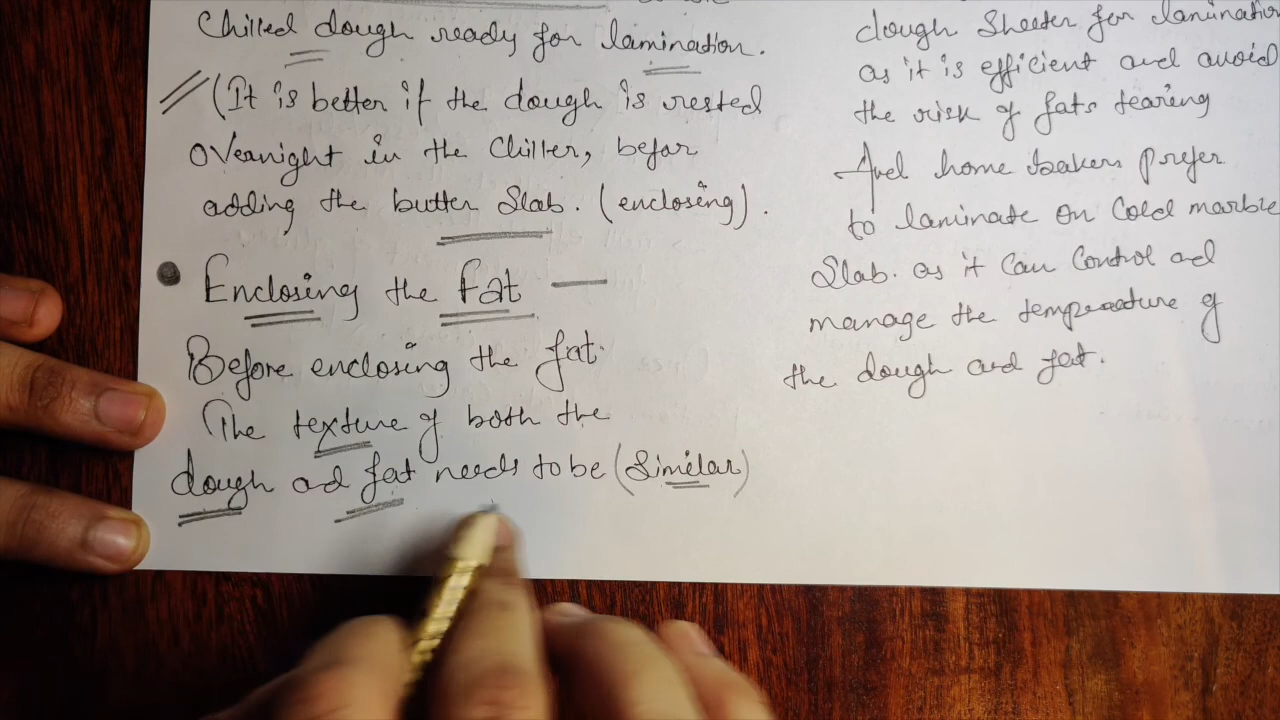 Chilled dough ready for lamination.
(It is better if the dough is rested
overnight in the chiller, befor
adding the butter slab. (enclosing).
Enclosing the Fat —
Before enclosing the fat.
The texture of both the
dough ad fat needs to be (Similar)
dough Sheeter for lamination
as it is efficient and avoid
the risk of fats tearing
And home bakers prefer
to laminate on cold marble
Slab. as it can control ad
manage the temperature of
the dough and fat.